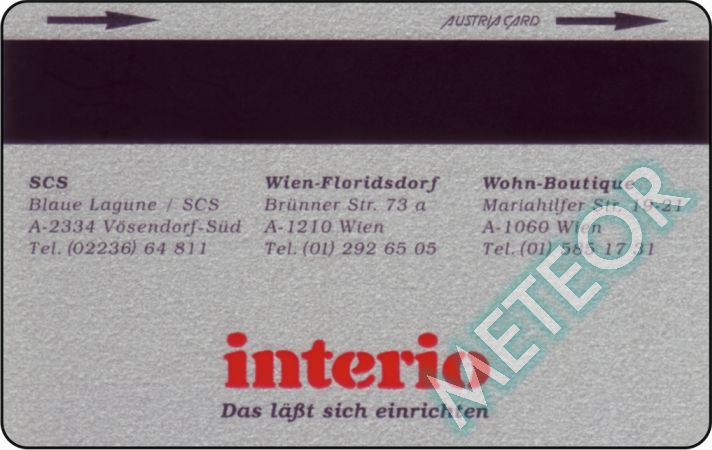 AUSTRIA CARD
SCS
Blaue Lagune / SCS
A-2334 Vösendorf-Süd
Tel. (02236) 64 811
Wien-Floridsdorf
Brünner Str. 73 a
A-1210 Wien
Tel. (01) 292 65 05
Wohn-Boutique
Mariahilfer Str. 19-21
A-1060 Wien
Tel. (01) 585 17 31
METEOR
interio
Das läßt sich einrichten